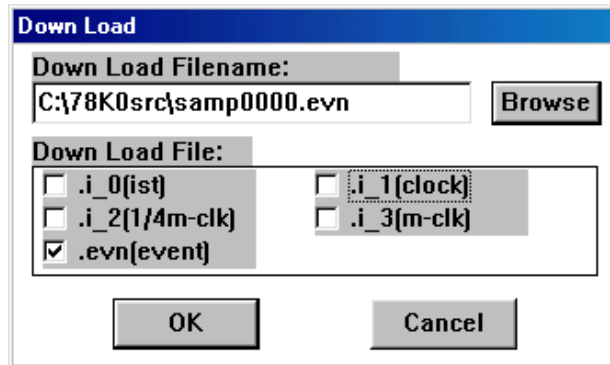 Down Load
Down Load Filename:
C:\78K0src\samp0000.evn
Browse
Down Load File:
.i_0(ist)
.i_1(clock)
.i_2(1/4m-clk)
.i_3(m-clk)
.evn(event)
OK
Cancel